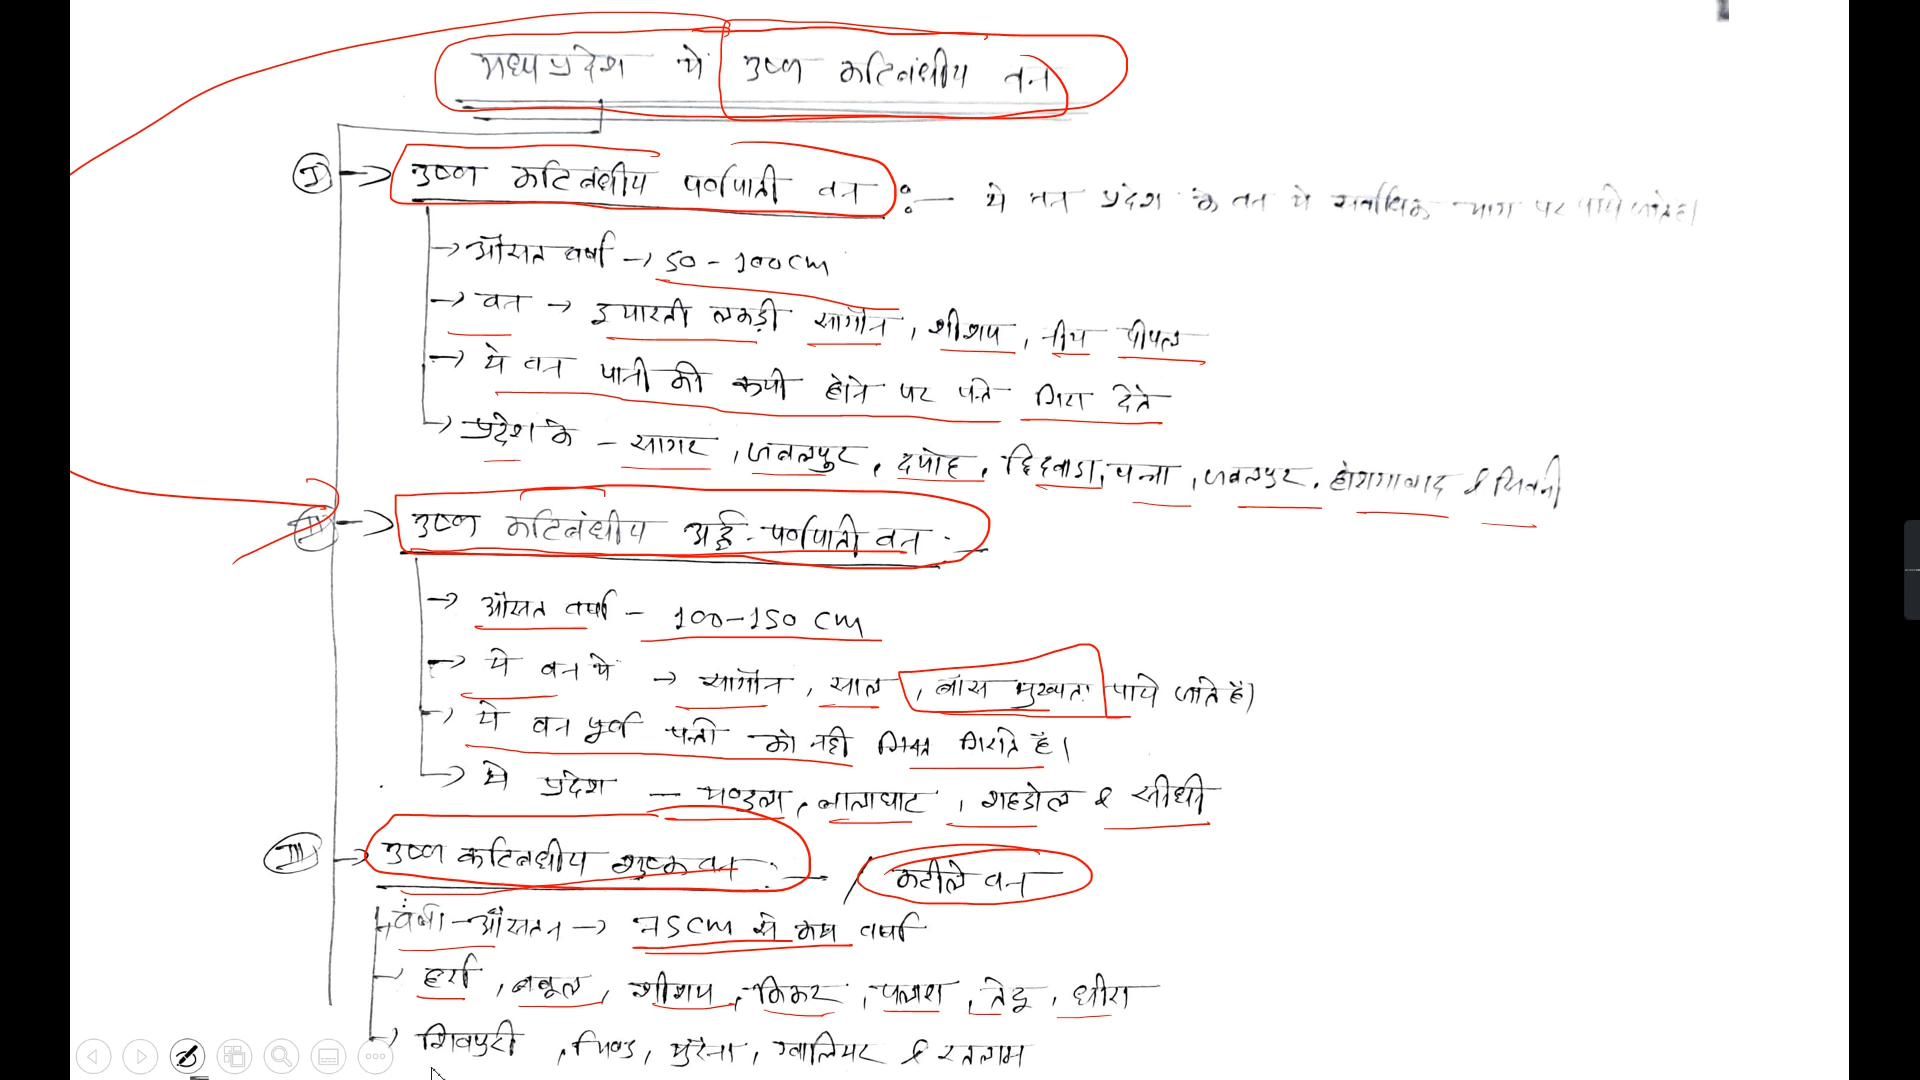 मध्यप्रदेश मे उष्ण कटिबंधीय वन
I → उष्ण कटिबंधीय पर्णपाती वन :— ये वन प्रदेश के वन मे सर्वाधिक भाग पर पाये जाते है।
→ औसत वर्षा → 50 - 100 cm
→ वन → इमारती लकड़ी सागौन, शीशम, नीम पीपल
→ ये वन पानी की कमी होने पर पत्ते गिरा देते
→ प्रदेश के - सागर, जबलपुर, दमोह, छिदवाडा, पन्ना, जबलपुर, होशगाबाद & सिवनी
II → उष्ण कटिबंधीय अर्द्ध-पर्णपाती वन :—
→ औसत वर्षा - 100-150 cm
→ ये वन मे → सागौन, साल, बॉस मुख्यतः पाये जाते है।
→ ये वन पूर्ण पत्ती को नही गिराते है।
→ मे प्रदेश - मण्डला, बालाघाट, शहडोल & सीधी
III → उष्ण कटिबधीय शुष्क वन :— / कटीले वन
→ वर्षा - औसतन → 75cm से कम वर्षा
→ हर्रा, बबूल, शीशम, किकर, पलाश, तेदू, धौरा
→ शिवपुरी, भिण्ड, मुरैना, ग्वालियर & रतलाम